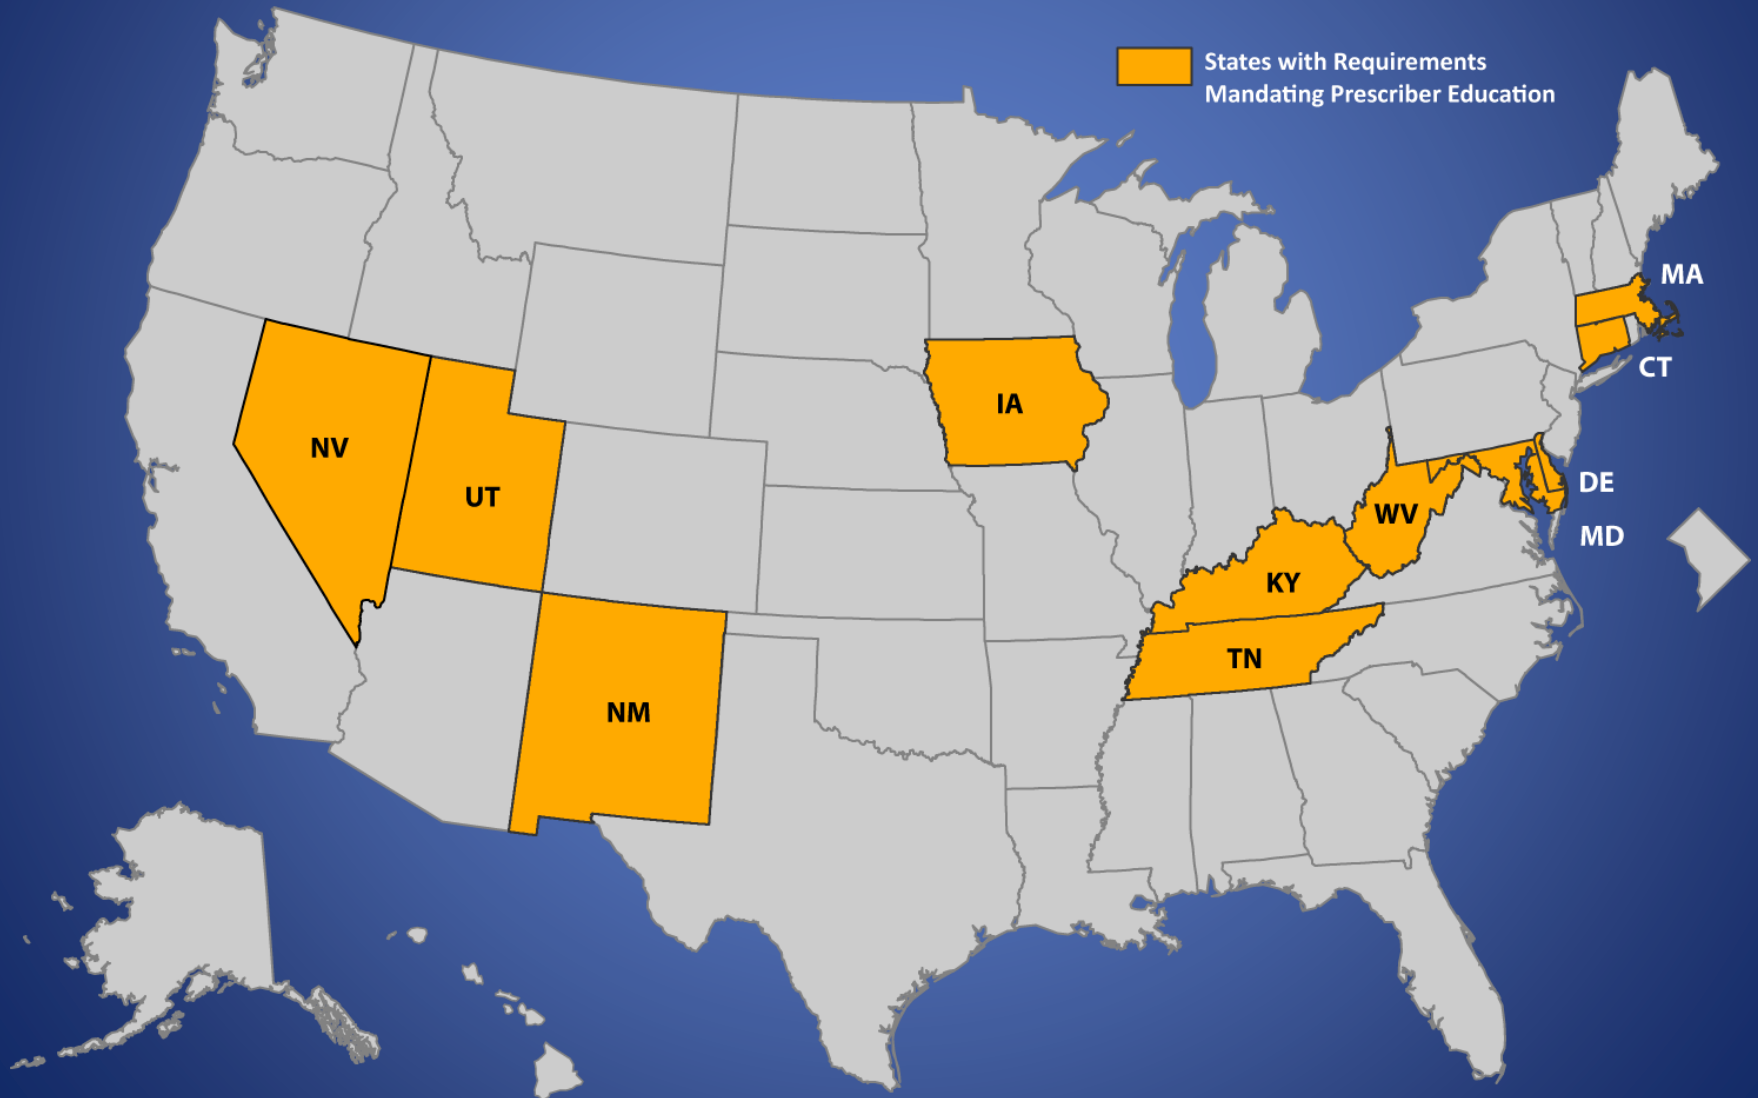 States with Requirements
Mandating Prescriber Education
MA
CT
IA
NV
DE
UT
WV
MD
KY
TN
NM